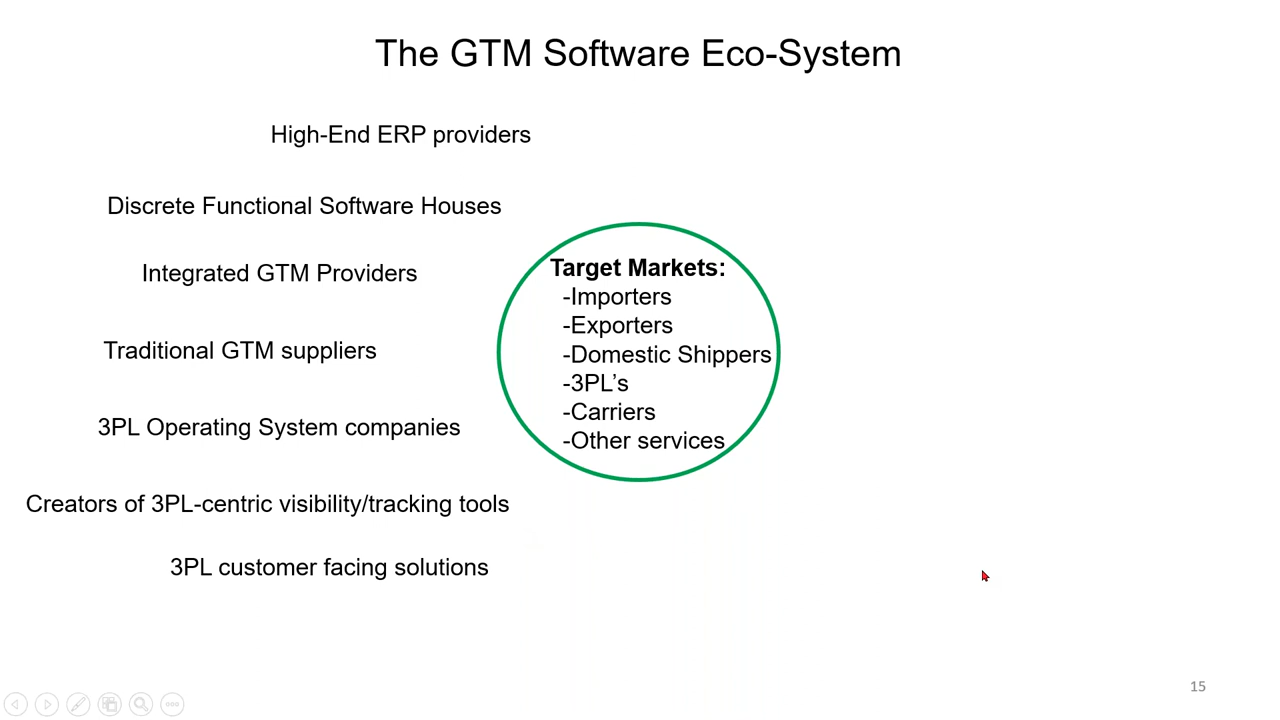 The GTM Software Eco-System
High-End ERP providers
Discrete Functional Software Houses
Integrated GTM Providers
Traditional GTM suppliers
3PL Operating System companies
Creators of 3PL-centric visibility/tracking tools
3PL customer facing solutions
Target Markets:
-Importers
-Exporters
-Domestic Shippers
-3PL’s
-Carriers
-Other services
15